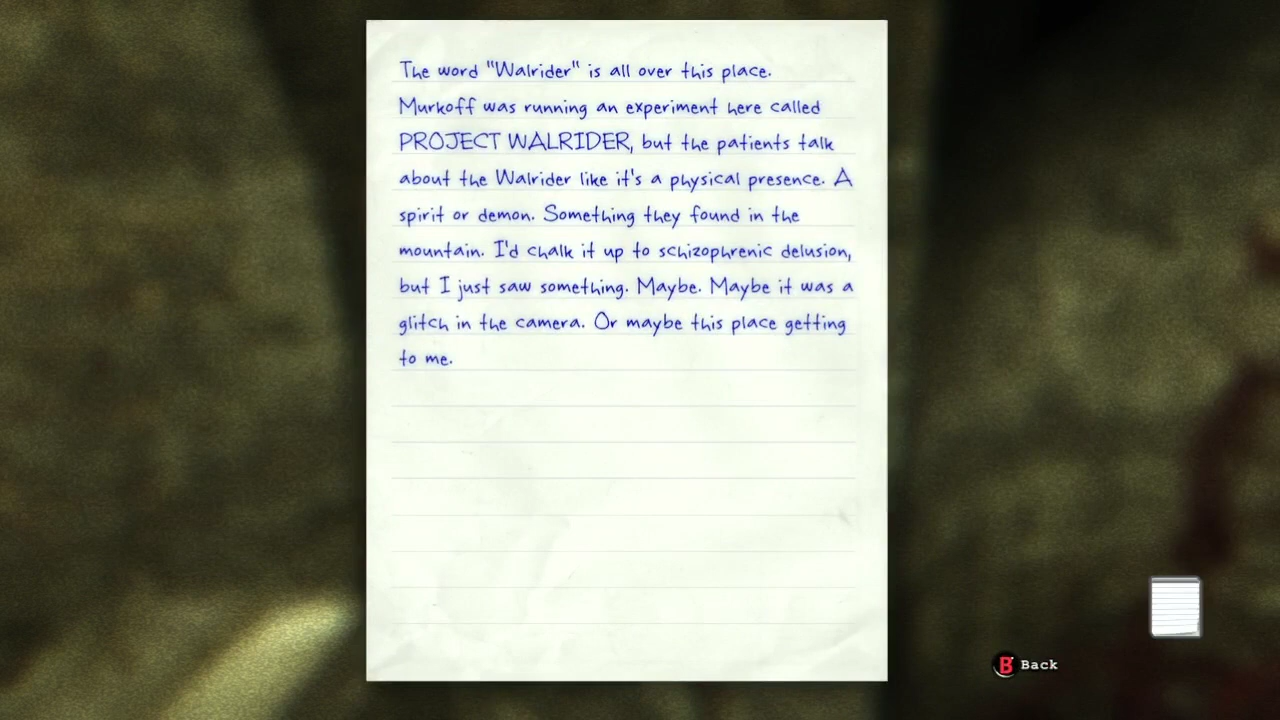 The word "Walrider" is all over this place.
Murkoff was running an experiment here called
PROJECT WALRIDER, but the patients talk
about the Walrider like it's a physical presence. A
spirit or demon. Something they found in the
mountain. I'd chalk it up to schizophrenic delusion,
but I just saw something. Maybe. Maybe it was a
glitch in the camera. Or maybe this place getting
to me.
B Back